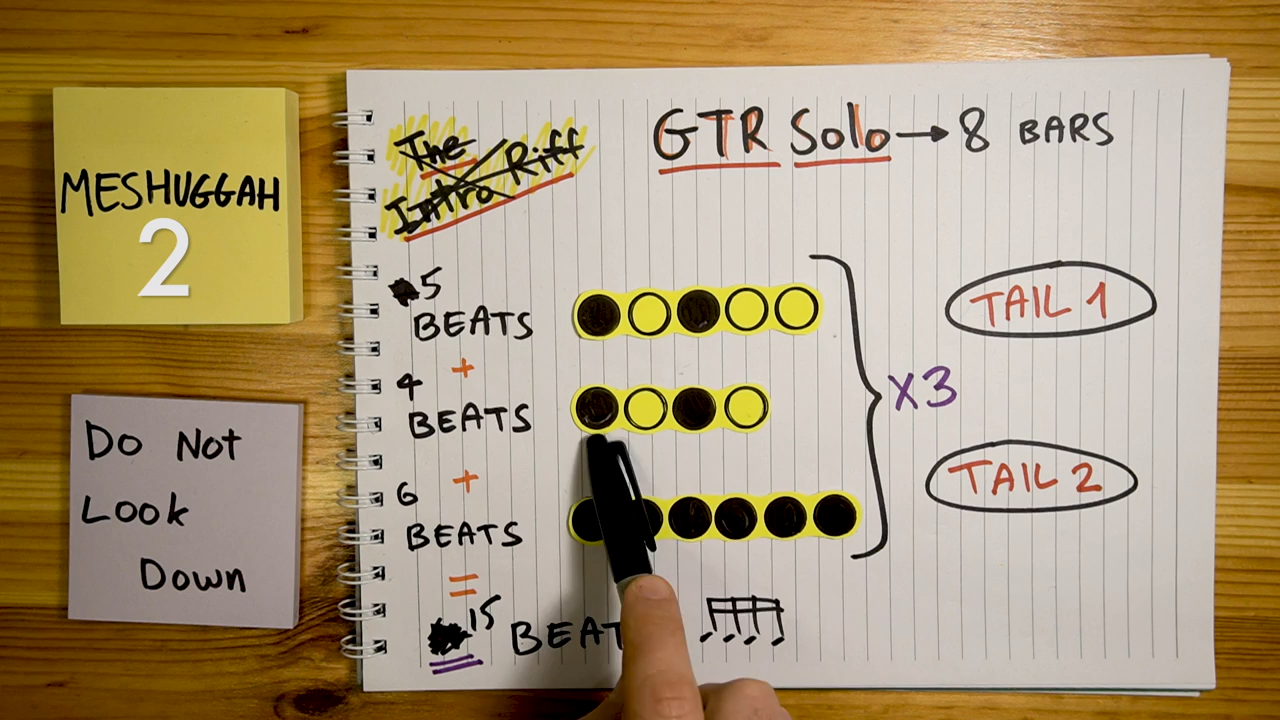 MESHUGGAH
2
Do Not
Look
Down
The
Intro Riff
GTR Solo → 8 BARS
5
BEATS
+
4
BEATS
+
6
BEATS
=
15
X3
TAIL 1
TAIL 2